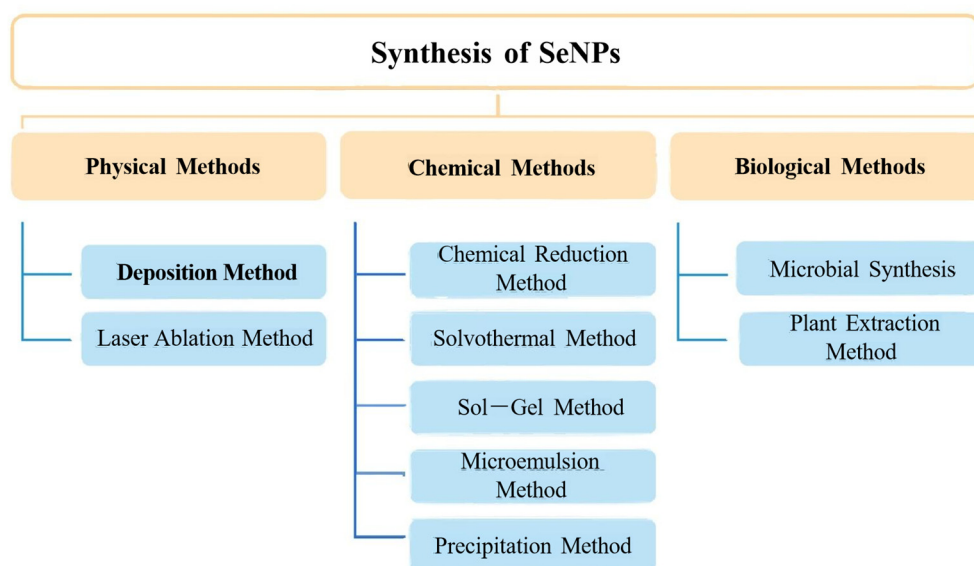 Synthesis of SeNPs
Physical Methods
Deposition Method
Laser Ablation Method
Chemical Methods
Chemical Reduction
Method
Solvothermal Method
Sol—Gel Method
Microemulsion
Method
Precipitation Method
Biological Methods
Microbial Synthesis
Plant Extraction
Method